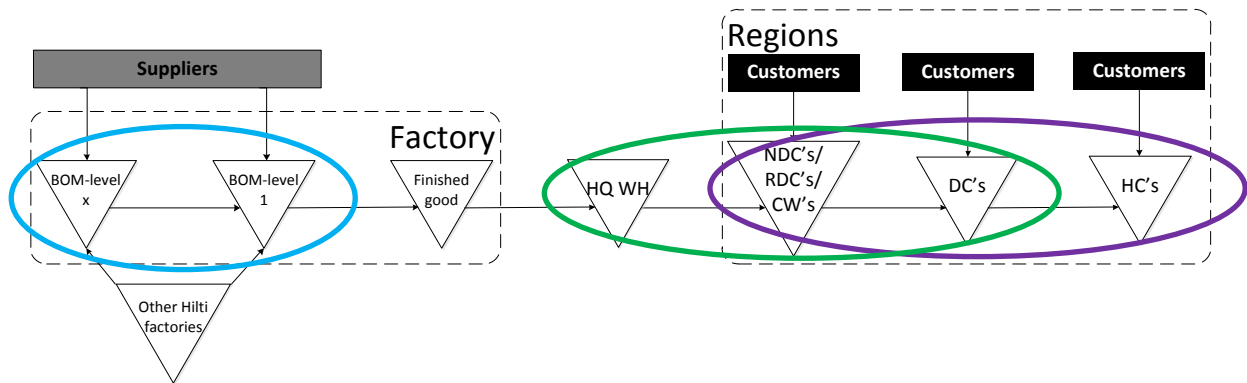 Regions
Suppliers
Customers
Customers
Customers
Factory
BOM-level
x
BOM-level
1
Finished
good
HQ WH
NDC's/
RDC's/
CW's
DC's
HC's
Other Hilti
factories